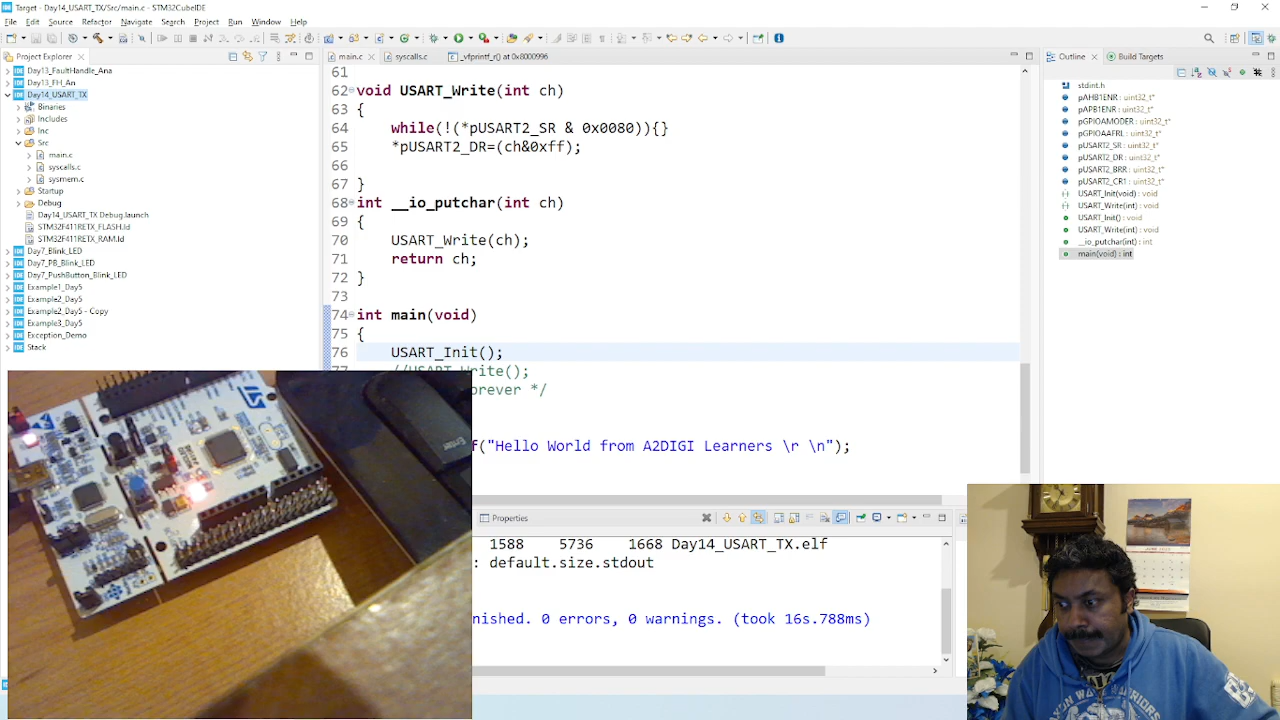 Target - Day14_USART_TX/Src/main.c - STM32CubeIDE
File Edit Source Refactor Navigate Search Project Run Window Help
Project Explorer
main.c
syscalls.c
_vfprintf_r() at 0x8000996
Outline
Build Targets
Day13_FaultHandle_Ana
Day13_FH_An
Day14_USART_TX
Binaries
Includes
Inc
Src
main.c
syscalls.c
sysmem.c
Startup
Debug
Day14_USART_TX Debug.launch
STM32F411RETX_FLASH.ld
STM32F411RETX_RAM.ld
Day7_Blink_LED
Day7_PB_Blink_LED
Day7_PushButton_Blink_LED
Example1_Day5
Example2_Day5
Example2_Day5 - Copy
Example3_Day5
Exception_Demo
Stack
61
62 void USART_Write(int ch)
63 {
64 while(!(*pUSART2_SR & 0x0080)){}
65 *pUSART2_DR=(ch&0xff);
66
67 }
68 int __io_putchar(int ch)
69 {
70 USART_Write(ch);
71 return ch;
72 }
73
74 int main(void)
75 {
76 USART_Init();
77 //USART_Write();
orever */
f("Hello World from A2DIGI Learners \r \n");
stdint.h
pAHB1ENR : uint32_t*
pAPB1ENR : uint32_t*
pGPIOAMODER : uint32_t*
pGPIOAAFRL : uint32_t*
pUSART2_SR : uint32_t*
pUSART2_DR : uint32_t*
pUSART2_BRR : uint32_t*
pUSART2_CR1 : uint32_t*
USART_Init(void) : void
USART_Write(int) : void
USART_Init() : void
USART_Write(int) : void
__io_putchar(int) : int
main(void) : int
Properties
1588 5736 1668 Day14_USART_TX.elf
: default.size.stdout
nished. 0 errors, 0 warnings. (took 16s.788ms)